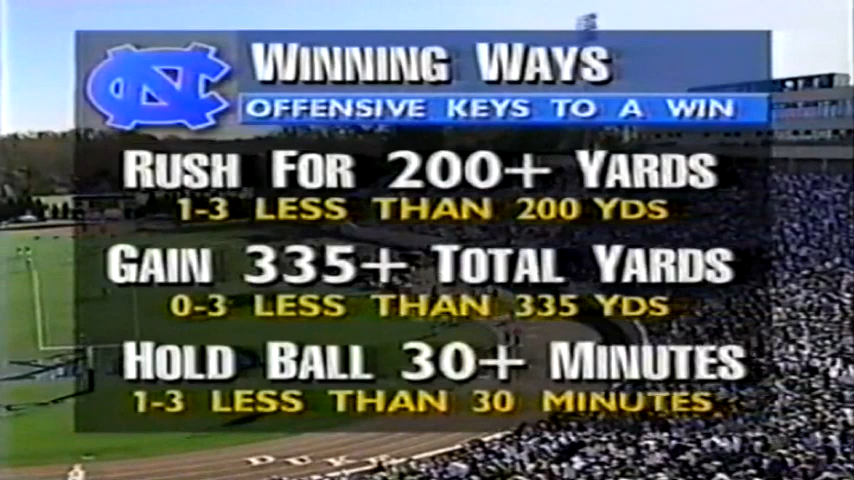 NC
WINNING WAYS
OFFENSIVE KEYS TO A WIN
RUSH FOR 200+ YARDS
1-3 LESS THAN 200 YDS
GAIN 335+ TOTAL YARDS
0-3 LESS THAN 335 YDS
HOLD BALL 30+ MINUTES
1-3 LESS THAN 30 MINUTES
DUKE